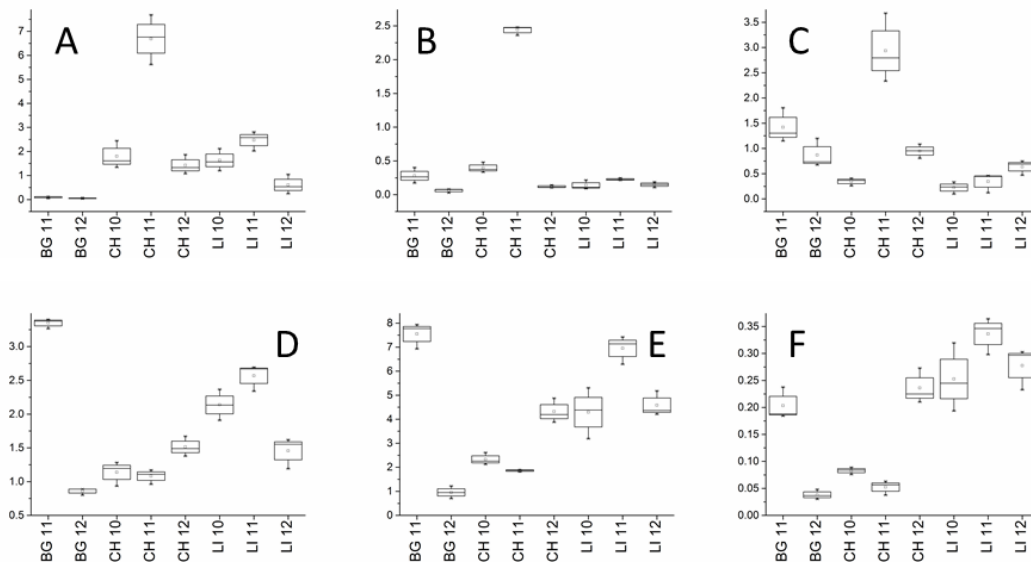 A
7
6
5
4
3
2
1
0
BG 11
BG 12
CH 10
CH 11
CH 12
LI 10
LI 11
LI 12
B
2.5
2.0
1.5
1.0
0.5
0.0
BG 11
BG 12
CH 10
CH 11
CH 12
LI 10
LI 11
LI 12
C
3.5
3.0
2.5
2.0
1.5
1.0
0.5
0.0
BG 11
BG 12
CH 10
CH 11
CH 12
LI 10
LI 11
LI 12
D
3.0
2.5
2.0
1.5
1.0
0.5
BG 11
BG 12
CH 10
CH 11
CH 12
LI 10
LI 11
LI 12
E
8
7
6
5
4
3
2
1
0
BG 11
BG 12
CH 10
CH 11
CH 12
LI 10
LI 11
LI 12
F
0.35
0.30
0.25
0.20
0.15
0.10
0.05
0.00
BG 11
BG 12
CH 10
CH 11
CH 12
LI 10
LI 11
LI 12